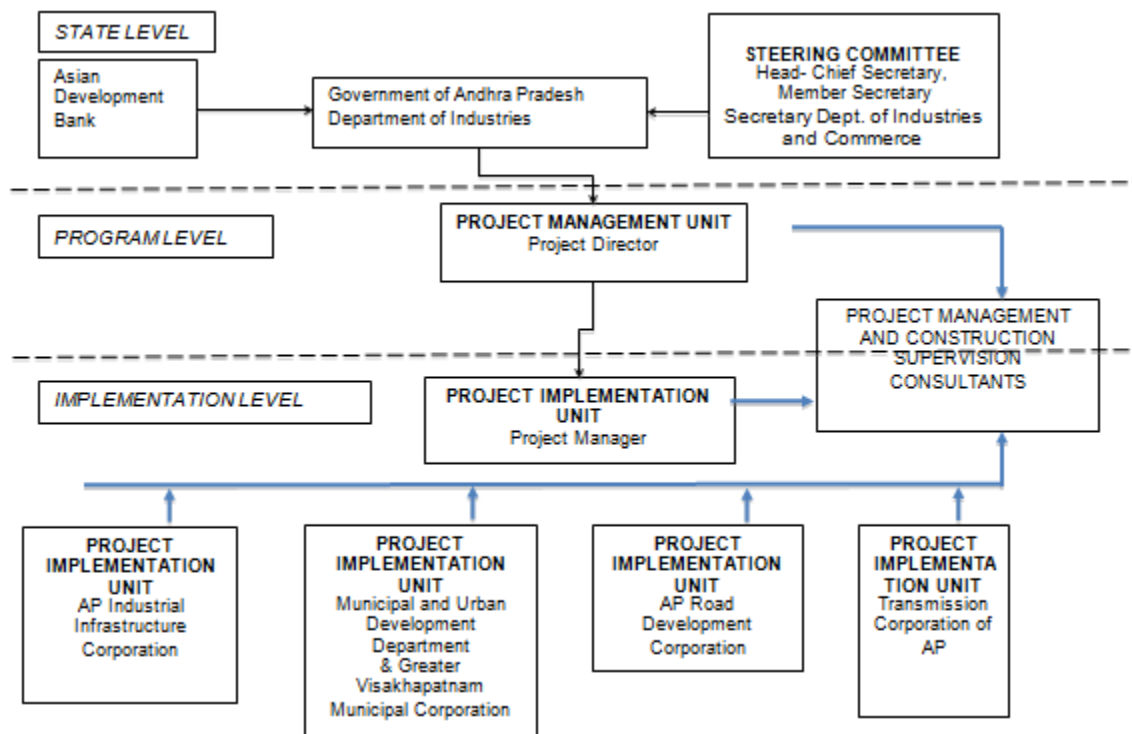 STATE LEVEL
Asian
Development
Bank
Government of Andhra Pradesh
Department of Industries
STEERING COMMITTEE
Head- Chief Secretary,
Member Secretary
Secretary Dept. of Industries
and Commerce
PROGRAM LEVEL
PROJECT MANAGEMENT UNIT
Project Director
PROJECT MANAGEMENT
AND CONSTRUCTION
SUPERVISION
CONSULTANTS
IMPLEMENTATION LEVEL
PROJECT IMPLEMENTATION
UNIT
Project Manager
PROJECT
IMPLEMENTATION
UNIT
AP Industrial
Infrastructure
Corporation
PROJECT
IMPLEMENTATION
UNIT
Municipal and Urban
Development
Department
& Greater
Visakhapatnam
Municipal Corporation
PROJECT
IMPLEMENTATION
UNIT
AP Road
Development
Corporation
PROJECT
IMPLEMENTA
TION UNIT
Transmission
Corporation of
AP